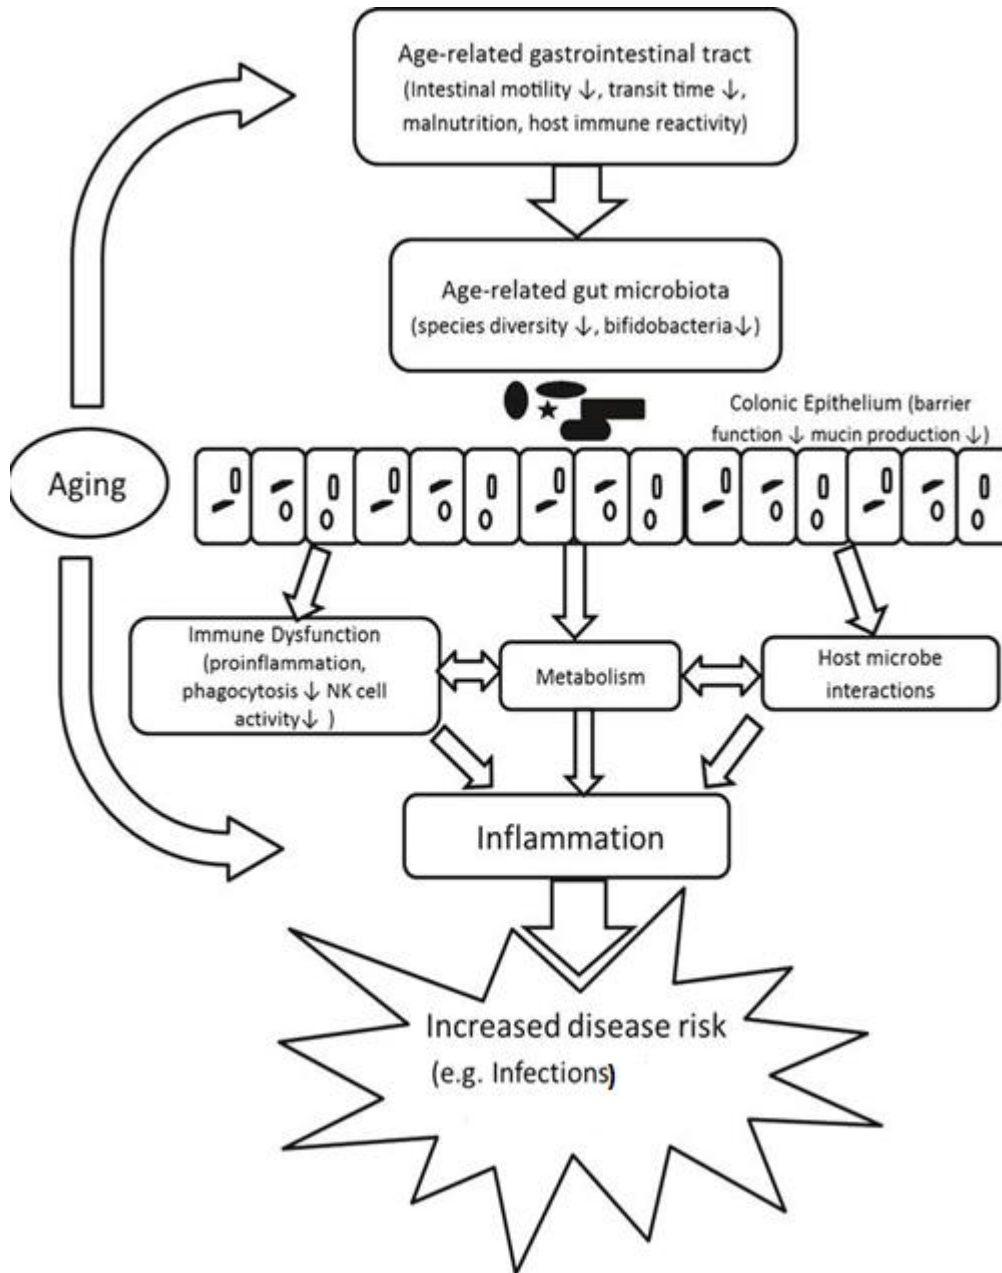 Age-related gastrointestinal tract
(Intestinal motility ↓, transit time ↓,
malnutrition, host immune reactivity)
Age-related gut microbiota
(species diversity ↓, bifidobacteria↓)
Colonic Epithelium (barrier
function ↓ mucin production ↓)
Aging
Immune Dysfunction
(proinflammation,
phagocytosis ↓ NK cell
activity↓ )
Metabolism
Host microbe
interactions
Inflammation
Increased disease risk
(e.g. Infections)